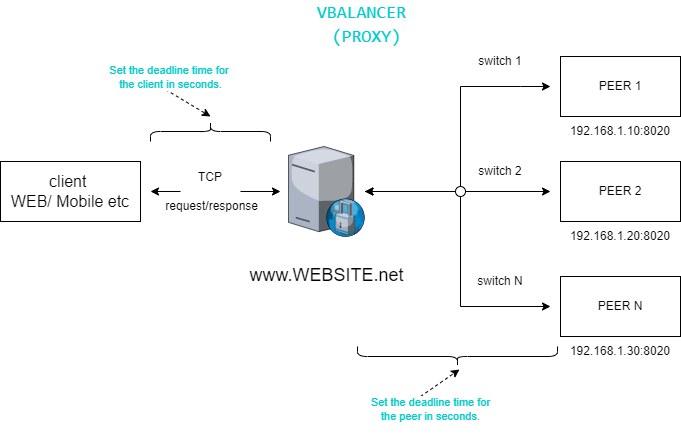 VBALANCER
(PROXY)
Set the deadline time for
the client in seconds.
switch 1
PEER 1
192.168.1.10:8020
client
WEB/ Mobile etc
TCP
request/response
switch 2
PEER 2
192.168.1.20:8020
www.WEBSITE.net
switch N
PEER N
192.168.1.30:8020
Set the deadline time for
the peer in seconds.